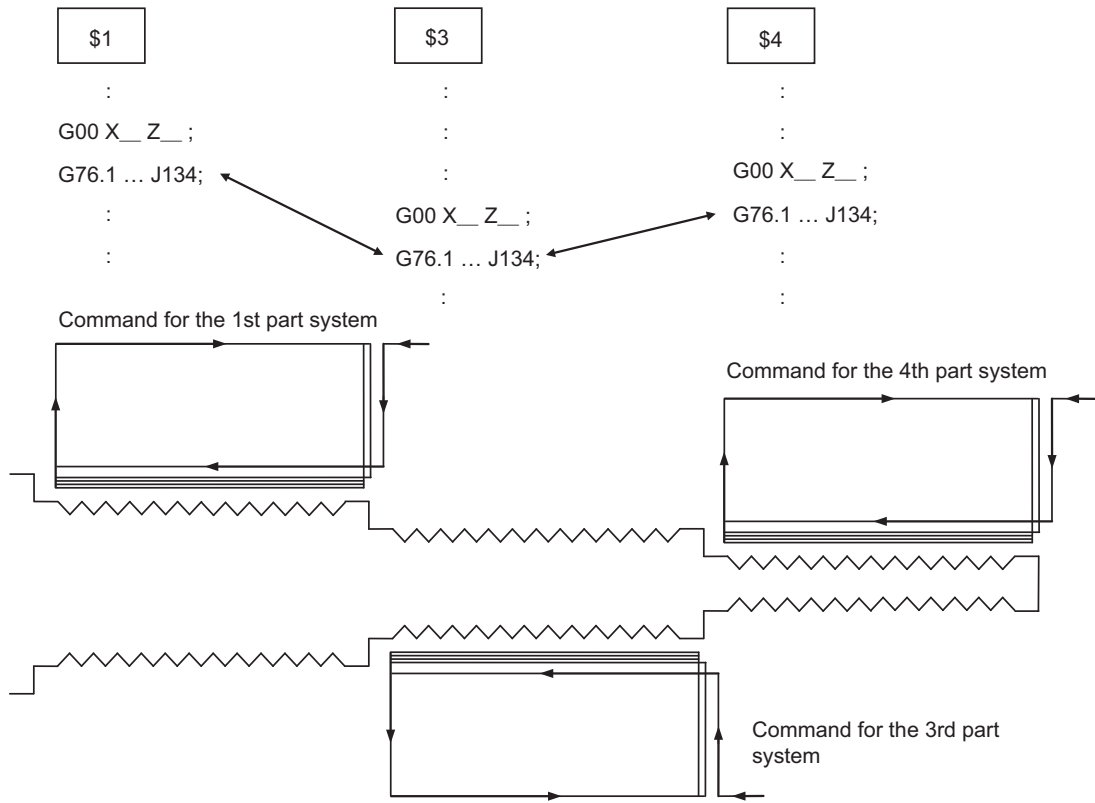 $1
$3
$4
:
:
:
G00 X__ Z__ ;
:
:
G76.1 … J134;
:
G00 X__ Z__ ;
:
G00 X__ Z__ ;
G76.1 … J134;
:
G76.1 … J134;
:
:
:
Command for the 1st part system
Command for the 4th part system
Command for the 3rd part
system